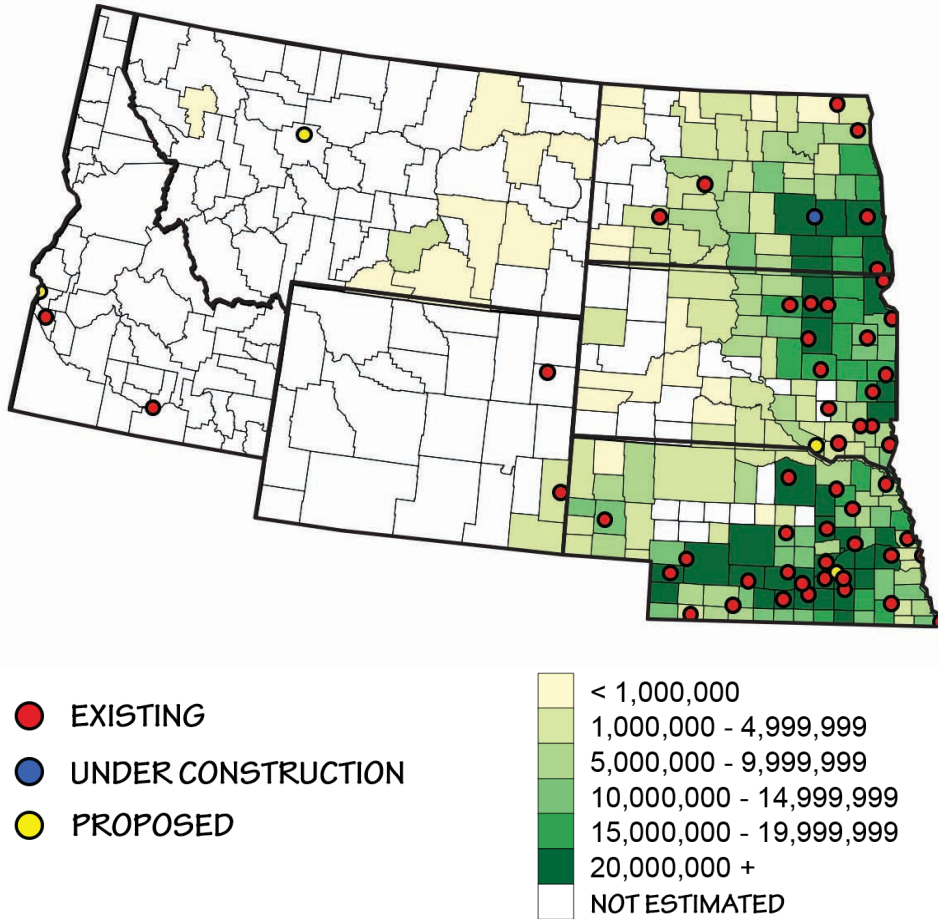 EXISTING
UNDER CONSTRUCTION
PROPOSED
< 1,000,000
1,000,000 - 4,999,999
5,000,000 - 9,999,999
10,000,000 - 14,999,999
15,000,000 - 19,999,999
20,000,000 +
NOT ESTIMATED